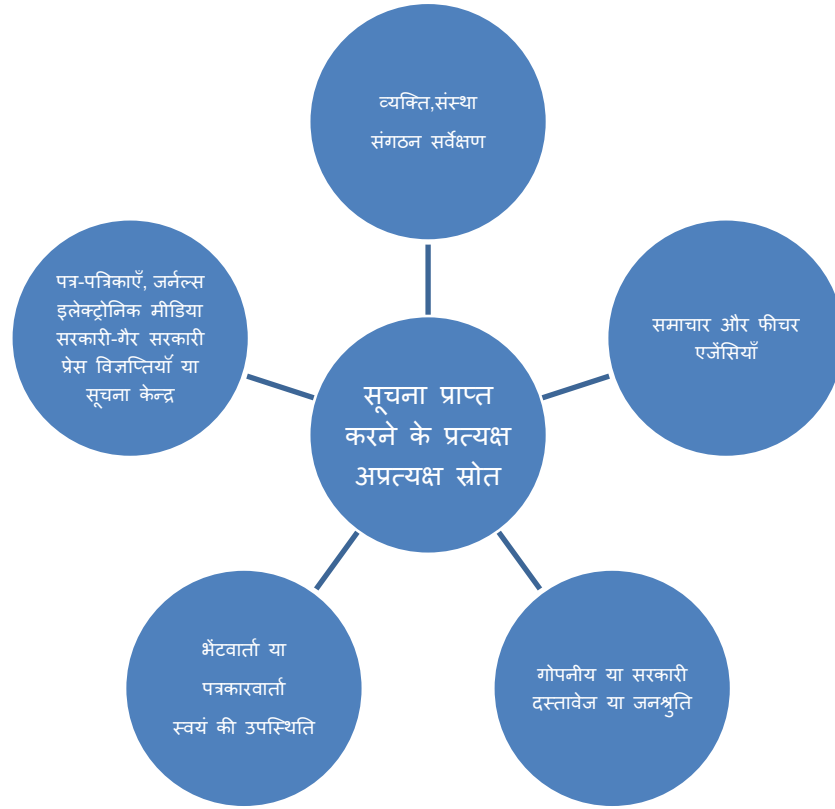 व्यक्ति,संस्था
संगठन सर्वेक्षण
पत्र-पत्रिकाएँ, जर्नल्स
इलेक्ट्रोनिक मीडिया
सरकारी-गैर सरकारी
प्रेस विज्ञप्तियाॅं या
सूचना केन्द्र
समाचार और फीचर
एजेंसियाँ
सूचना प्राप्त
करने के प्रत्यक्ष
अप्रत्यक्ष स्रोत
भेंटवार्ता या
पत्रकारवार्ता
स्वयं की उपस्थिति
गोपनीय या सरकारी
दस्तावेज या जनश्रुति